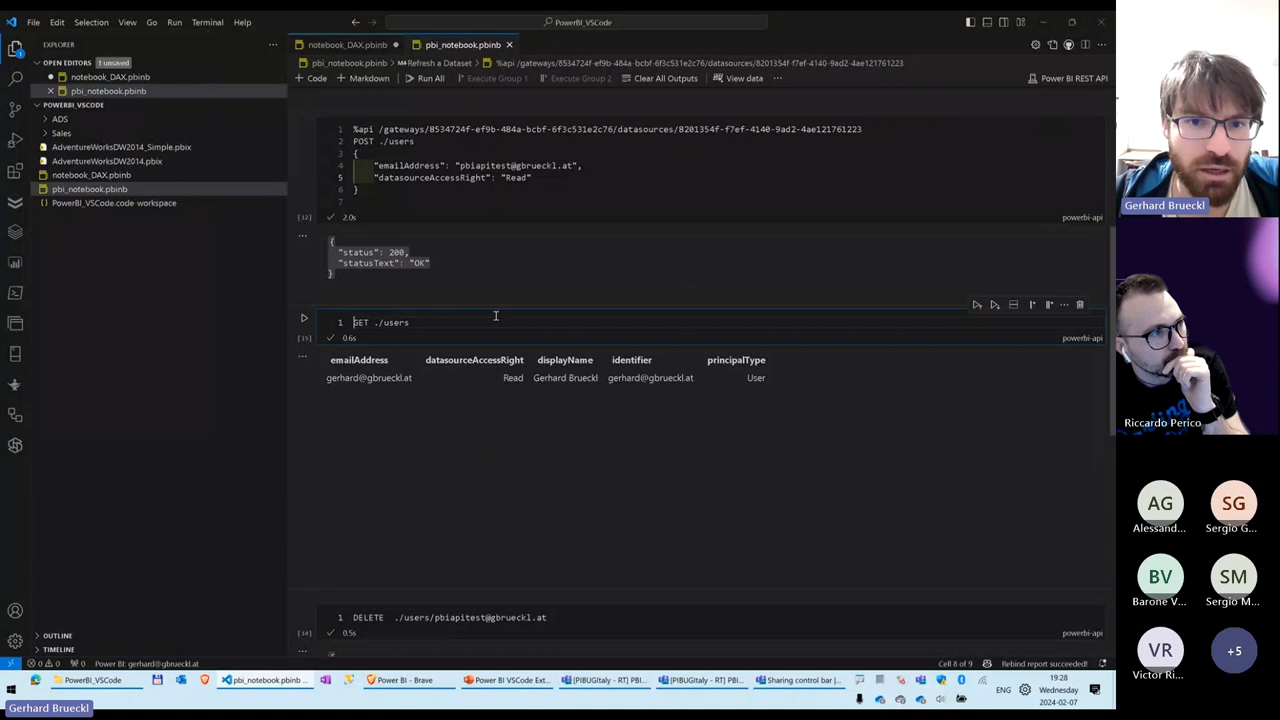 File Edit Selection View Go Run Terminal Help
PowerBI_VSCode
EXPLORER
OPEN EDITORS 1 unsaved
notebook_DAX.pbinb
pbi_notebook.pbinb
POWERBI_VSCODE
ADS
Sales
AdventureWorksDW2014_Simple.pbix
AdventureWorksDW2014.pbix
notebook_DAX.pbinb
pbi_notebook.pbinb
PowerBI_VSCode.code-workspace
OUTLINE
TIMELINE
notebook_DAX.pbinb
pbi_notebook.pbinb
pbi_notebook.pbinb > Refresh a Dataset > %api /gateways/8534724f-ef9b-484a-bcbf-6f3c531e2c76/datasources/8201354f-f7ef-4140-9ad2-4ae121761223
+ Code + Markdown Run All Execute Group 1 Execute Group 2 Clear All Outputs View data ... Power BI REST API
1 %api /gateways/8534724f-ef9b-484a-bcbf-6f3c531e2c76/datasources/8201354f-f7ef-4140-9ad2-4ae121761223
2 POST ./users
3 {
4 "emailAddress": "pbiapitest@gbrueckl.at",
5 "datasourceAccessRight": "Read"
6 }
7
[12] 2.0s powerbi-api
{
"status": 200,
"statusText": "OK"
}
1 GET ./users
[15] 0.6s powerbi-api
emailAddress datasourceAccessRight displayName identifier principalType
gerhard@gbrueckl.at Read Gerhard Brueckl gerhard@gbrueckl.at User
1 DELETE ./users/pbiapitest@gbrueckl.at
[14] 0.5s powerbi-api
0 0 0 Power BI: gerhard@gbrueckl.at Cell 8 of 9 Rebind report succeeded!
PowerBI_VSCode
pbi_notebook.pbinb ...
Power BI - Brave
Power BI VSCode Ext...
[PIBUGItaly - RT] PBI...
[PIBUGItaly - RT] PBI...
Sharing control bar |...
ENG
19:28
Wednesday
2024-02-07
Gerhard Brueckl
Gerhard Brueckl
Riccardo Perico
AG
Alessand...
SG
Sergio G...
BV
Barone V...
SM
Sergio M...
VR
Victor Ri...
+5